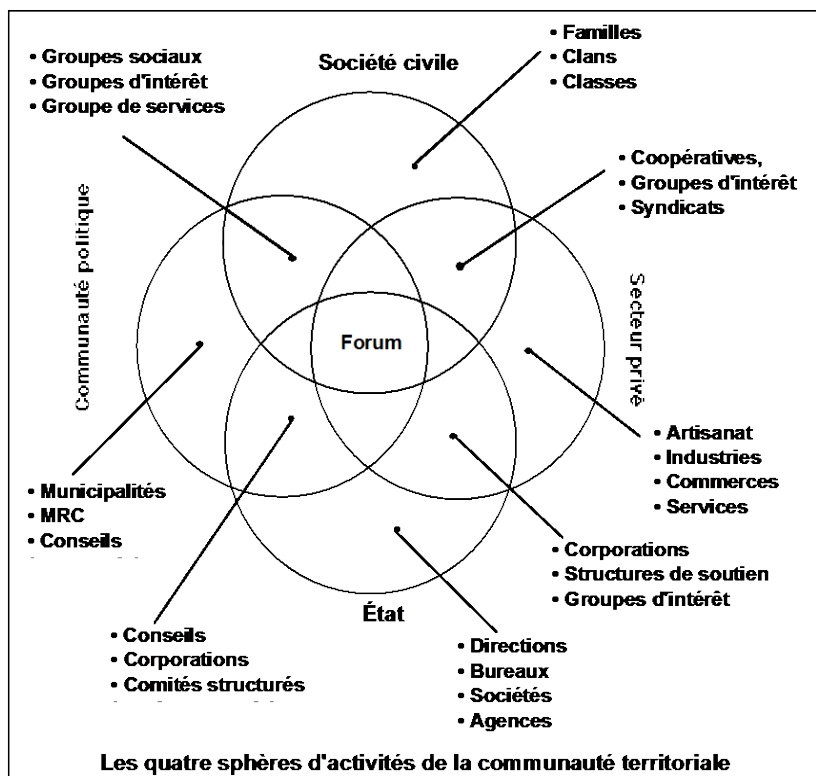 • Groupes sociaux
• Groupes d'intérêt
• Groupe de services
Société civile
• Familles
• Clans
• Classes
• Coopératives,
• Groupes d'intérêt
• Syndicats
Communauté politique
Forum
Secteur privé
• Artisanat
• Industries
• Commerces
• Services
• Municipalités
• MRC
• Conseils
• Corporations
• Structures de soutien
• Groupes d'intérêt
État
• Conseils
• Corporations
• Comités structurés
• Directions
• Bureaux
• Sociétés
• Agences
Les quatre sphères d'activités de la communauté territoriale